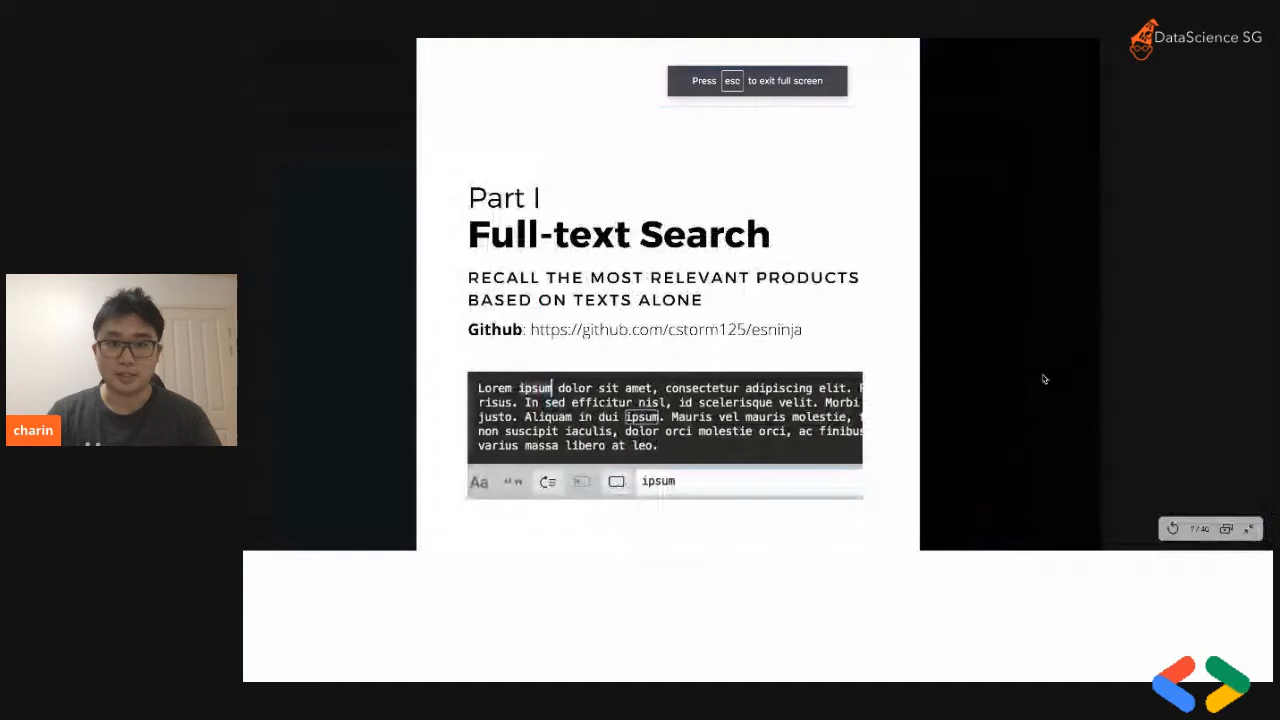 DataScience SG
Press esc to exit full screen
Part I
Full-text Search
RECALL THE MOST RELEVANT PRODUCTS
BASED ON TEXTS ALONE
Github: https://github.com/cstorm125/esninja
Lorem ipsum dolor sit amet, consectetur adipiscing elit. F
risus. In sed efficitur nisl, id scelerisque velit. Morbi
justo. Aliquam in dui ipsum. Mauris vel mauris molestie,
non suscipit iaculis, dolor orci molestie orci, ac finibus
varius massa libero at leo.
Aa
ipsum
charin
7 / 40